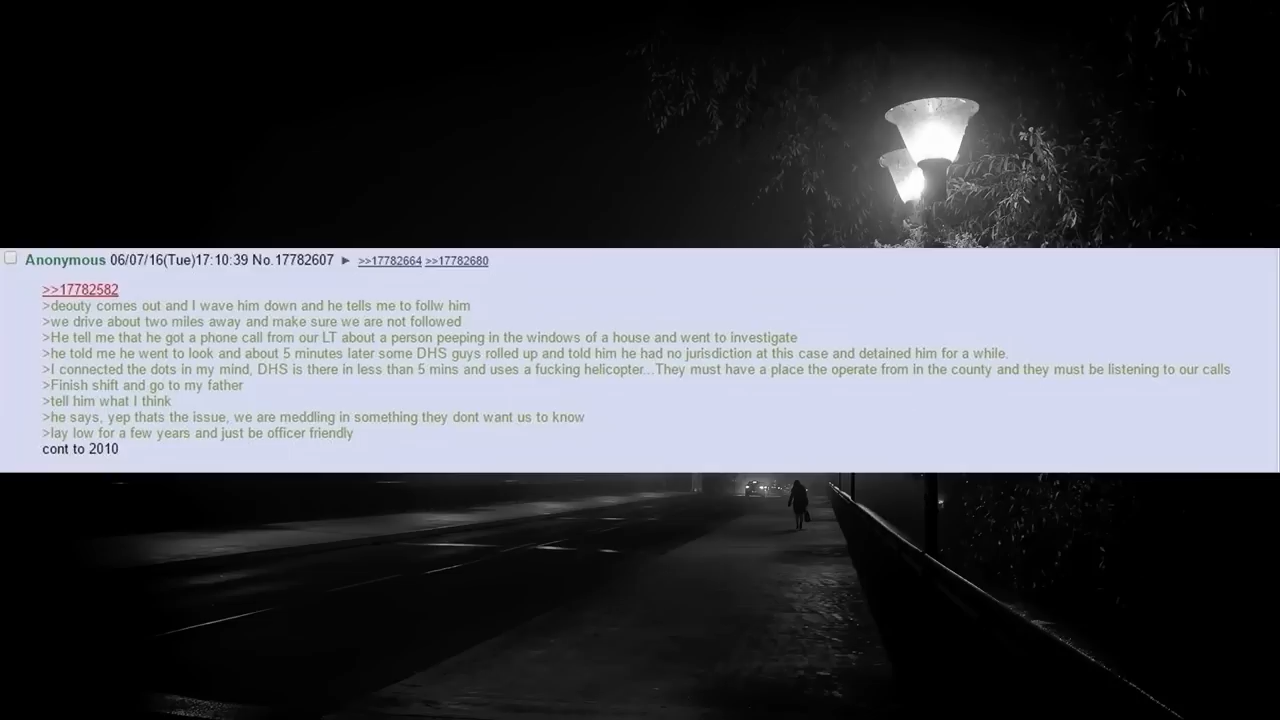 Anonymous 06/07/16(Tue)17:10:39 No.17782607 ► >>17782664 >>17782680
>>17782582
>deouty comes out and I wave him down and he tells me to follw him
>we drive about two miles away and make sure we are not followed
>He tell me that he got a phone call from our LT about a person peeping in the windows of a house and went to investigate
>he told me he went to look and about 5 minutes later some DHS guys rolled up and told him he had no jurisdiction at this case and detained him for a while.
>I connected the dots in my mind, DHS is there in less than 5 mins and uses a fucking helicopter...They must have a place the operate from in the county and they must be listening to our calls
>Finish shift and go to my father
>tell him what I think
>he says, yep thats the issue, we are meddling in something they dont want us to know
>lay low for a few years and just be officer friendly
cont to 2010